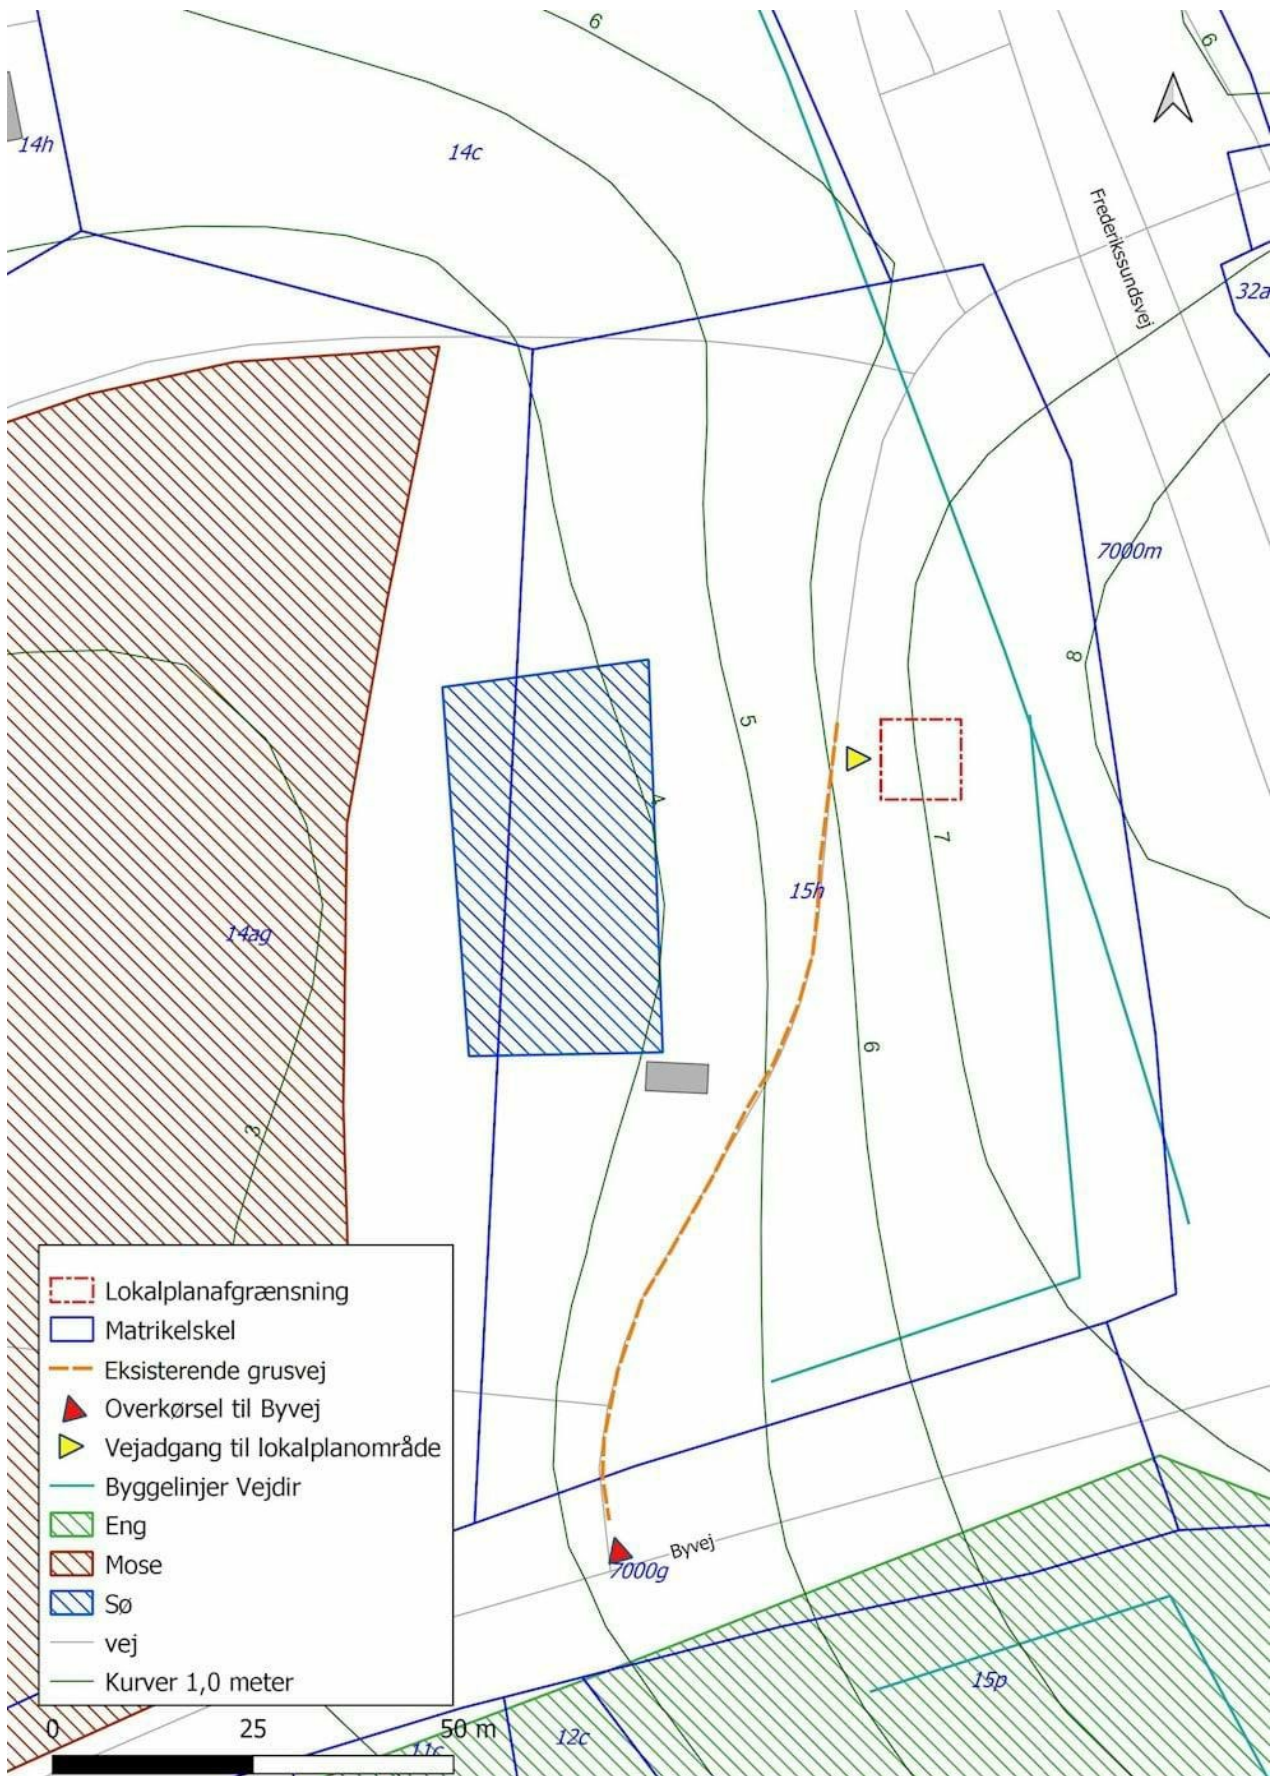 6
6
14h
14c
Frederikssundsvej
32a
7000m
8
5
4
7
15h
14ag
6
3
Lokalplanafgrænsning
Matrikelskel
Eksisterende grusvej
Overkørsel til Byvej
Vejadgang til lokalplanområde
Byggelinjer Vejdir
Eng
Mose
Sø
vej
Kurver 1,0 meter
Byvej
7000g
15p
0 25 50 m
12c
11c